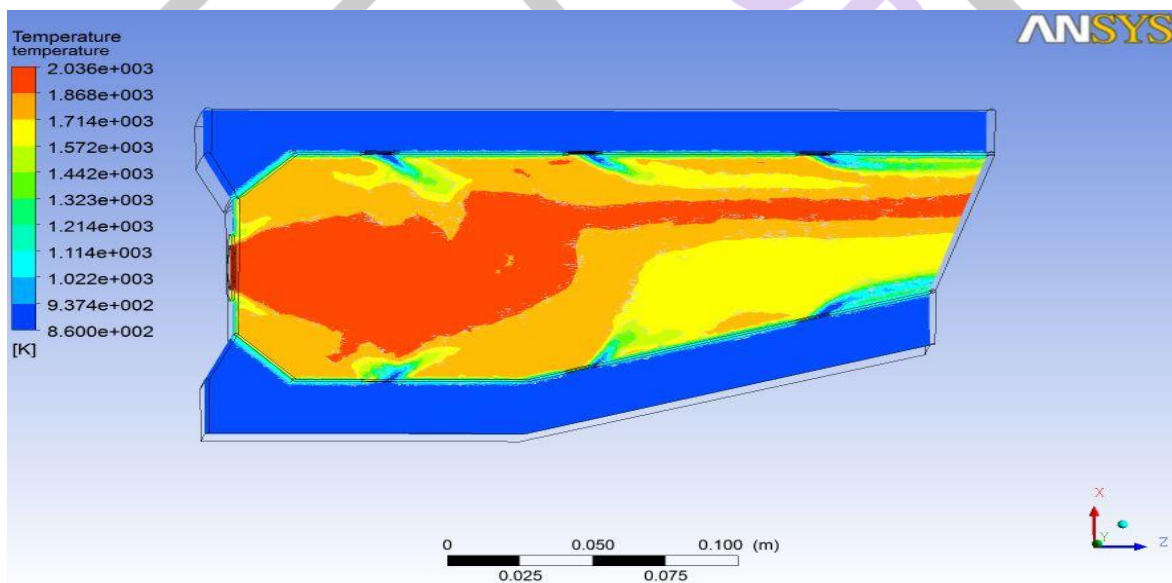 ANSYS
Temperature
temperature
2.036e+003
1.868e+003
1.714e+003
1.572e+003
1.442e+003
1.323e+003
1.214e+003
1.114e+003
1.022e+003
9.374e+002
8.600e+002
[K]
X
Y
Z
0 0.050 0.100 (m)
0.025 0.075